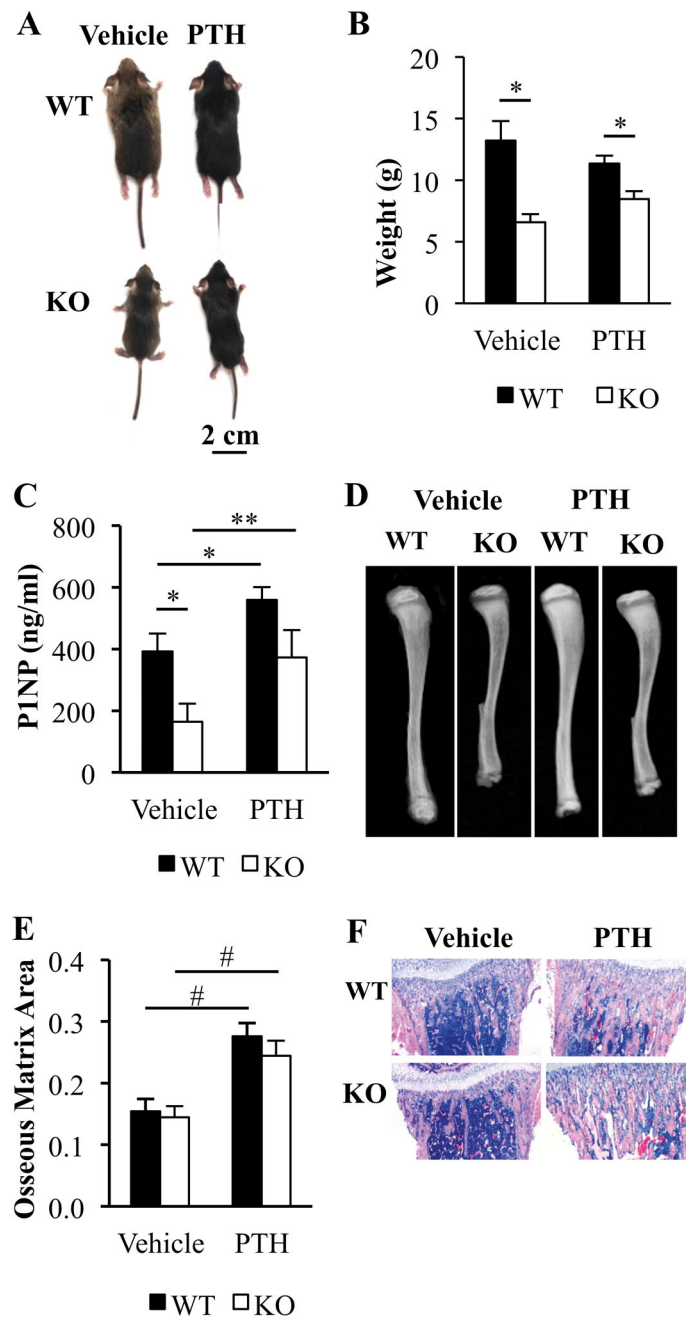 A
Vehicle PTH
WT
KO
2 cm
B
20
15
10
5
0
Weight (g)
* *
Vehicle PTH
WT KO
C
800
600
400
200
0
P1NP (ng/ml)
**
*
*
Vehicle PTH
WT KO
D
Vehicle PTH
WT KO WT KO
E
0.4
0.3
0.2
0.1
0.0
Osseous Matrix Area
#
#
Vehicle PTH
WT KO
F
Vehicle PTH
WT
KO